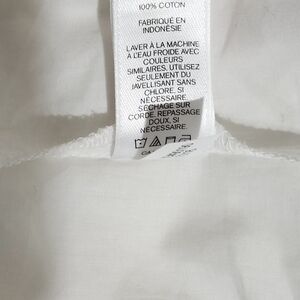 100% COTON
FABRIQUÉ EN
INDONÉSIE
LAVER À LA MACHINE
À L'EAU FROIDE AVEC
COULEURS
SIMILAIRES. UTILISEZ
SEULEMENT DU
JAVELLISANT SANS
CHLORE, SI
NÉCESSAIRE.
SÉCHAGE SUR
CORDE. REPASSAGE
DOUX, SI
NÉCESSAIRE.